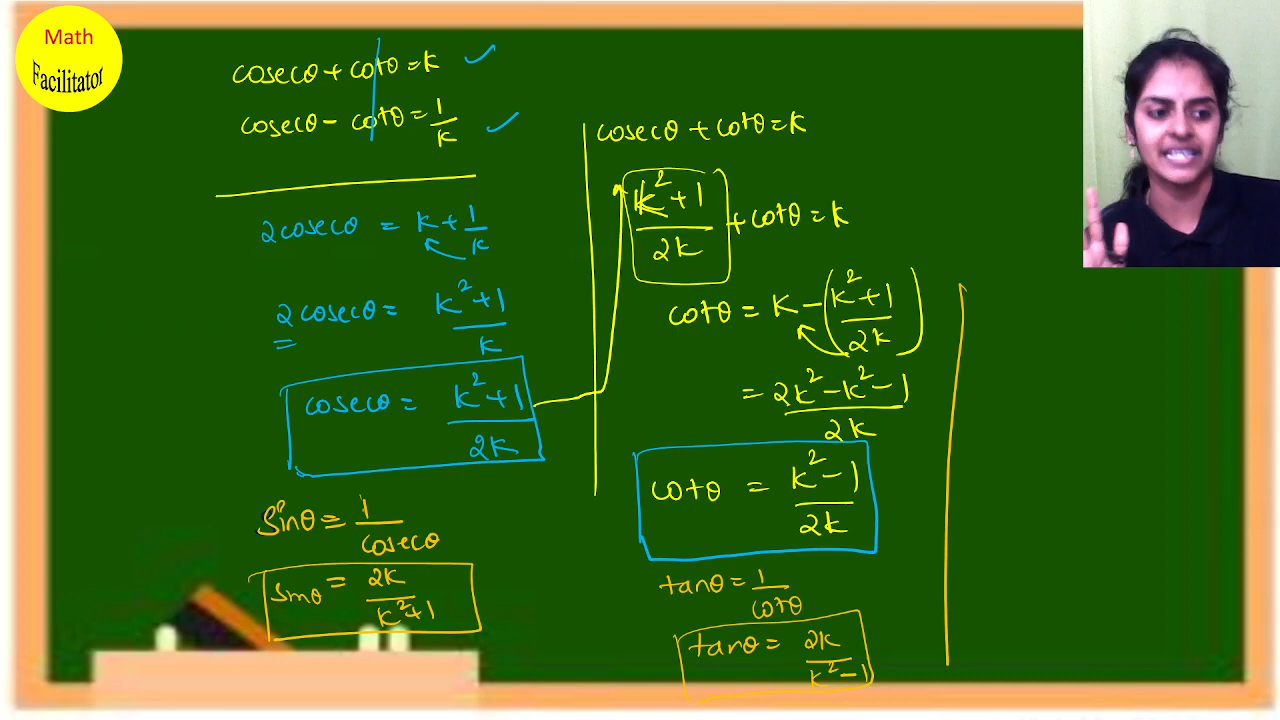 Math
Facilitator
cosecθ + cotθ = k ✓
cosecθ - cotθ = 1/k ✓
2cosecθ = k + 1/k
2cosecθ = k²+1/k
cosecθ = k²+1/2k
sinθ = 1/cosecθ
sinθ = 2k/k²+1
cosecθ + cotθ = k
k²+1/2k + cotθ = k
cotθ = k - (k²+1/2k)
= 2k²-k²-1/2k
cotθ = k²-1/2k
tanθ = 1/cotθ
tanθ = 2k/k²-1